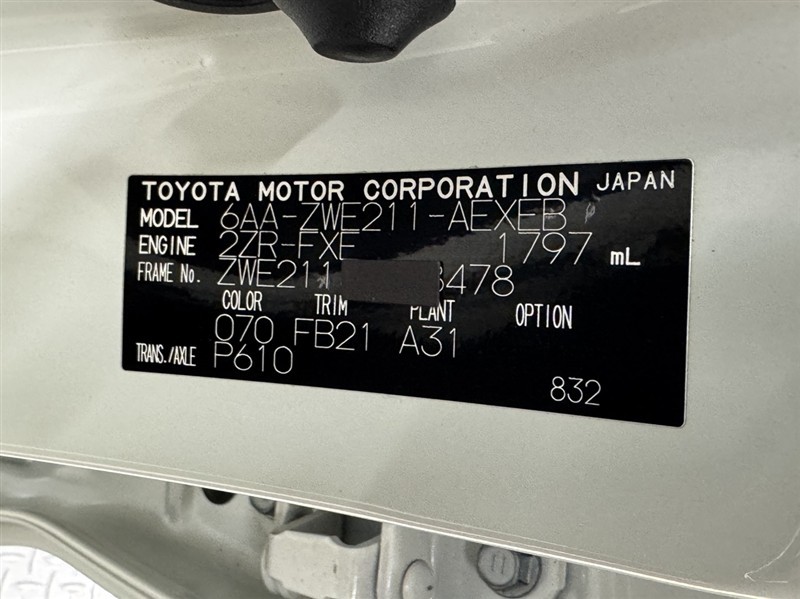 TOYOTA MOTOR CORPORATION JAPAN
MODEL 6AA-ZWE211-AEXEB
ENGINE 2ZR-FXE 1797 mL
FRAME No. ZWE211 478
COLOR TRIM PLANT OPTION
070 FB21 A31
TRANS./AXLE P610
832